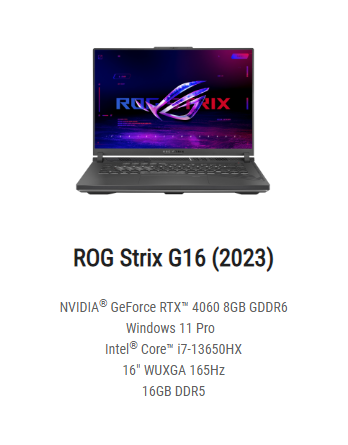 ROG STRIX
ROG Strix G16 (2023)
NVIDIA® GeForce RTX™ 4060 8GB GDDR6
Windows 11 Pro
Intel® Core™ i7-13650HX
16" WUXGA 165Hz
16GB DDR5